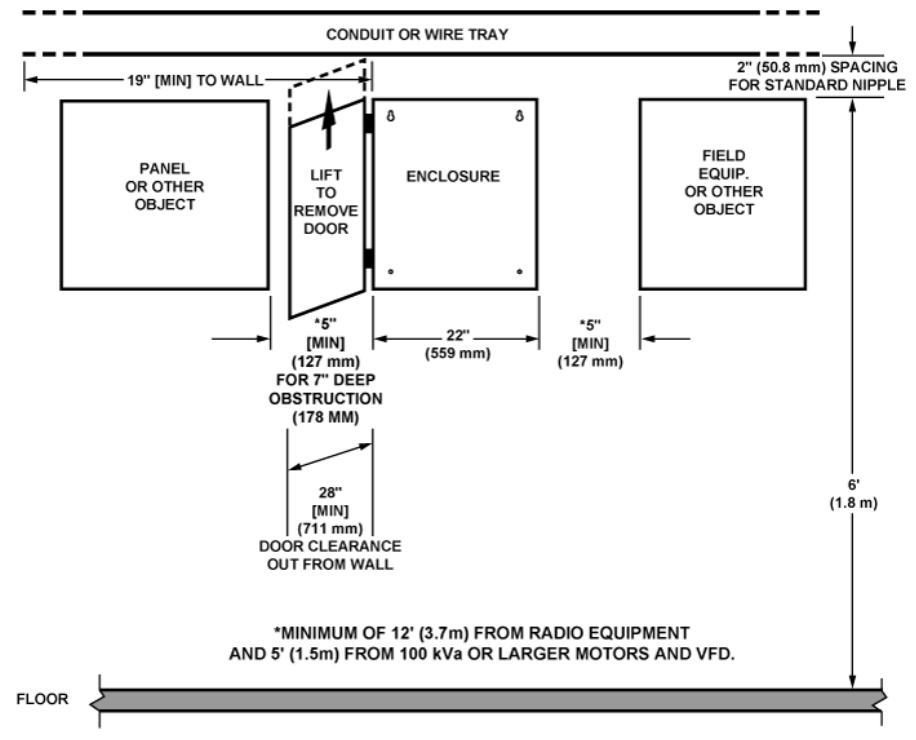 CONDUIT OR WIRE TRAY
19" [MIN] TO WALL
2" (50.8 mm) SPACING
FOR STANDARD NIPPLE
PANEL
OR OTHER
OBJECT
LIFT
TO
REMOVE
DOOR
ENCLOSURE
FIELD
EQUIP.
OR OTHER
OBJECT
*5"
[MIN]
(127 mm)
FOR 7" DEEP
OBSTRUCTION
(178 MM)
22"
(559 mm)
*5"
[MIN]
(127 mm)
28"
[MIN]
(711 mm)
DOOR CLEARANCE
OUT FROM WALL
6'
(1.8 m)
*MINIMUM OF 12' (3.7m) FROM RADIO EQUIPMENT
AND 5' (1.5m) FROM 100 kVa OR LARGER MOTORS AND VFD.
FLOOR